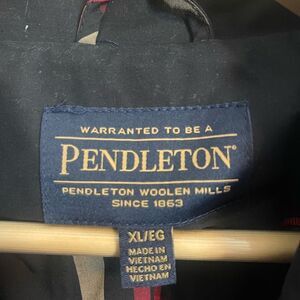 WARRANTED TO BE A
PENDLETON®
PENDLETON WOOLEN MILLS
SINCE 1863
XL/EG
MADE IN
VIETNAM
HECHO EN
VIETNAM